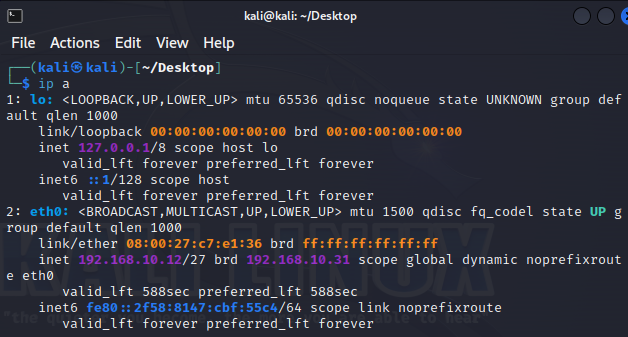 kali@kali: ~/Desktop
File Actions Edit View Help
┌──(kali㉿kali)-[~/Desktop]
└─$ ip a
1: lo: <LOOPBACK,UP,LOWER_UP> mtu 65536 qdisc noqueue state UNKNOWN group def
ault qlen 1000
    link/loopback 00:00:00:00:00:00 brd 00:00:00:00:00:00
    inet 127.0.0.1/8 scope host lo
       valid_lft forever preferred_lft forever
    inet6 ::1/128 scope host
       valid_lft forever preferred_lft forever
2: eth0: <BROADCAST,MULTICAST,UP,LOWER_UP> mtu 1500 qdisc fq_codel state UP g
roup default qlen 1000
    link/ether 08:00:27:c7:e1:36 brd ff:ff:ff:ff:ff:ff
    inet 192.168.10.12/27 brd 192.168.10.31 scope global dynamic noprefixrout
e eth0
       valid_lft 588sec preferred_lft 588sec
    inet6 fe80::2f58:8147:cbf:55c4/64 scope link noprefixroute
       valid_lft forever preferred_lft forever
KALI LINUX